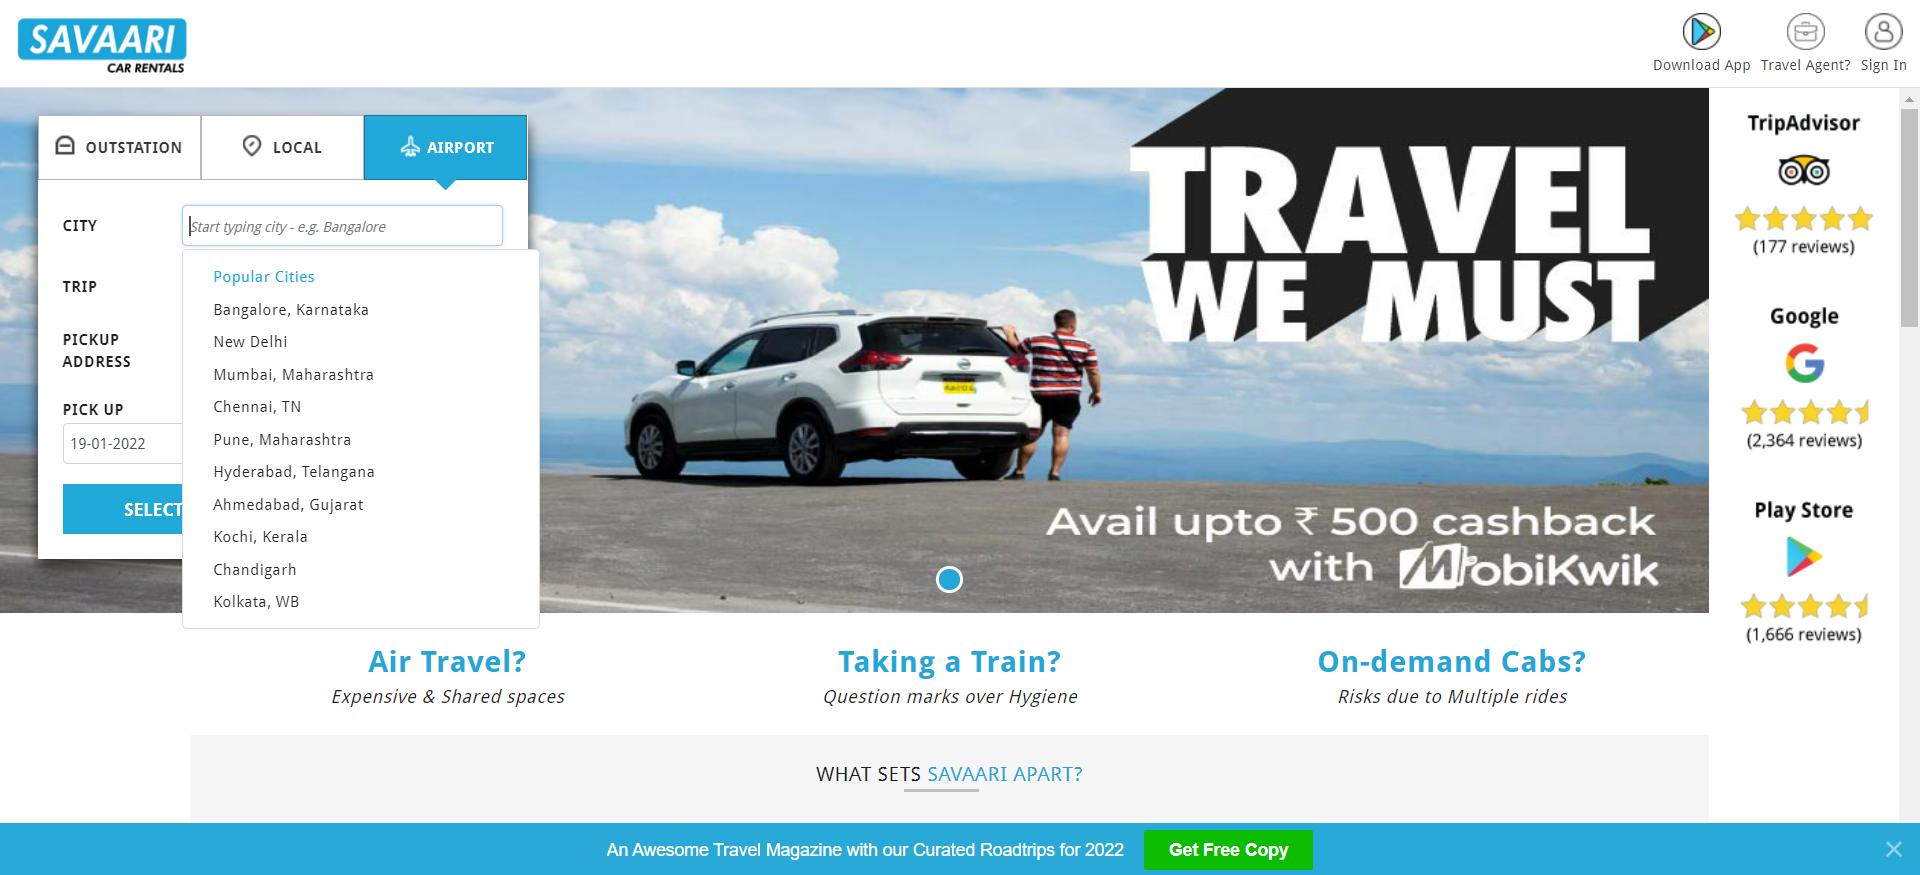 SAVAARI
CAR RENTALS
Download App
Travel Agent?
Sign In
OUTSTATION
LOCAL
AIRPORT
CITY
Start typing city - e.g. Bangalore
Popular Cities
Bangalore, Karnataka
New Delhi
Mumbai, Maharashtra
Chennai, TN
Pune, Maharashtra
Hyderabad, Telangana
Ahmedabad, Gujarat
Kochi, Kerala
Chandigarh
Kolkata, WB
TRIP
PICKUP
ADDRESS
PICK UP
19-01-2022
SELECT
TRAVEL
WE MUST
Avail upto ₹ 500 cashback
with MobiKwik
TripAdvisor
(177 reviews)
Google
(2,364 reviews)
Play Store
(1,666 reviews)
Air Travel?
Expensive & Shared spaces
Taking a Train?
Question marks over Hygiene
On-demand Cabs?
Risks due to Multiple rides
WHAT SETS SAVAARI APART?
An Awesome Travel Magazine with our Curated Roadtrips for 2022
Get Free Copy